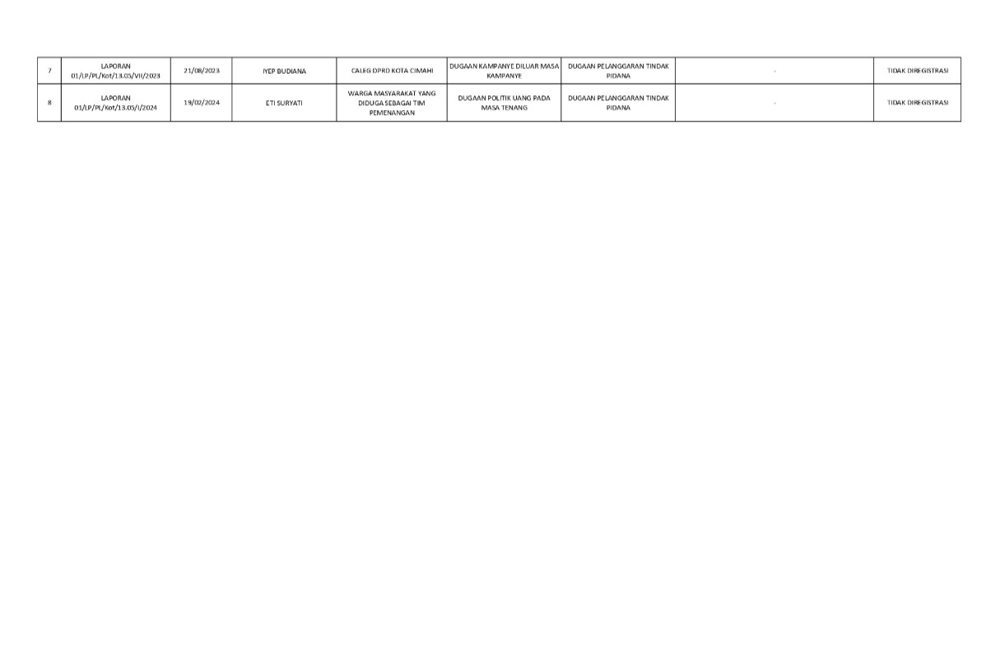 7
LAPORAN
01/LP/PL/Kot/13.05/VII/2023
21/08/2023
IYEP BUDIANA
CALEG DPRD KOTA CIMAHI
DUGAAN KAMPANYE DILUAR MASA
KAMPANYE
DUGAAN PELANGGARAN TINDAK
PIDANA
-
TIDAK DIREGISTRASI
8
LAPORAN
01/LP/PL/Kot/13.05/I/2024
19/02/2024
ETI SURYATI
WARGA MASYARAKAT YANG
DIDUGA SEBAGAI TIM
PEMENANGAN
DUGAAN POLITIK UANG PADA
MASA TENANG
DUGAAN PELANGGARAN TINDAK
PIDANA
-
TIDAK DIREGISTRASI